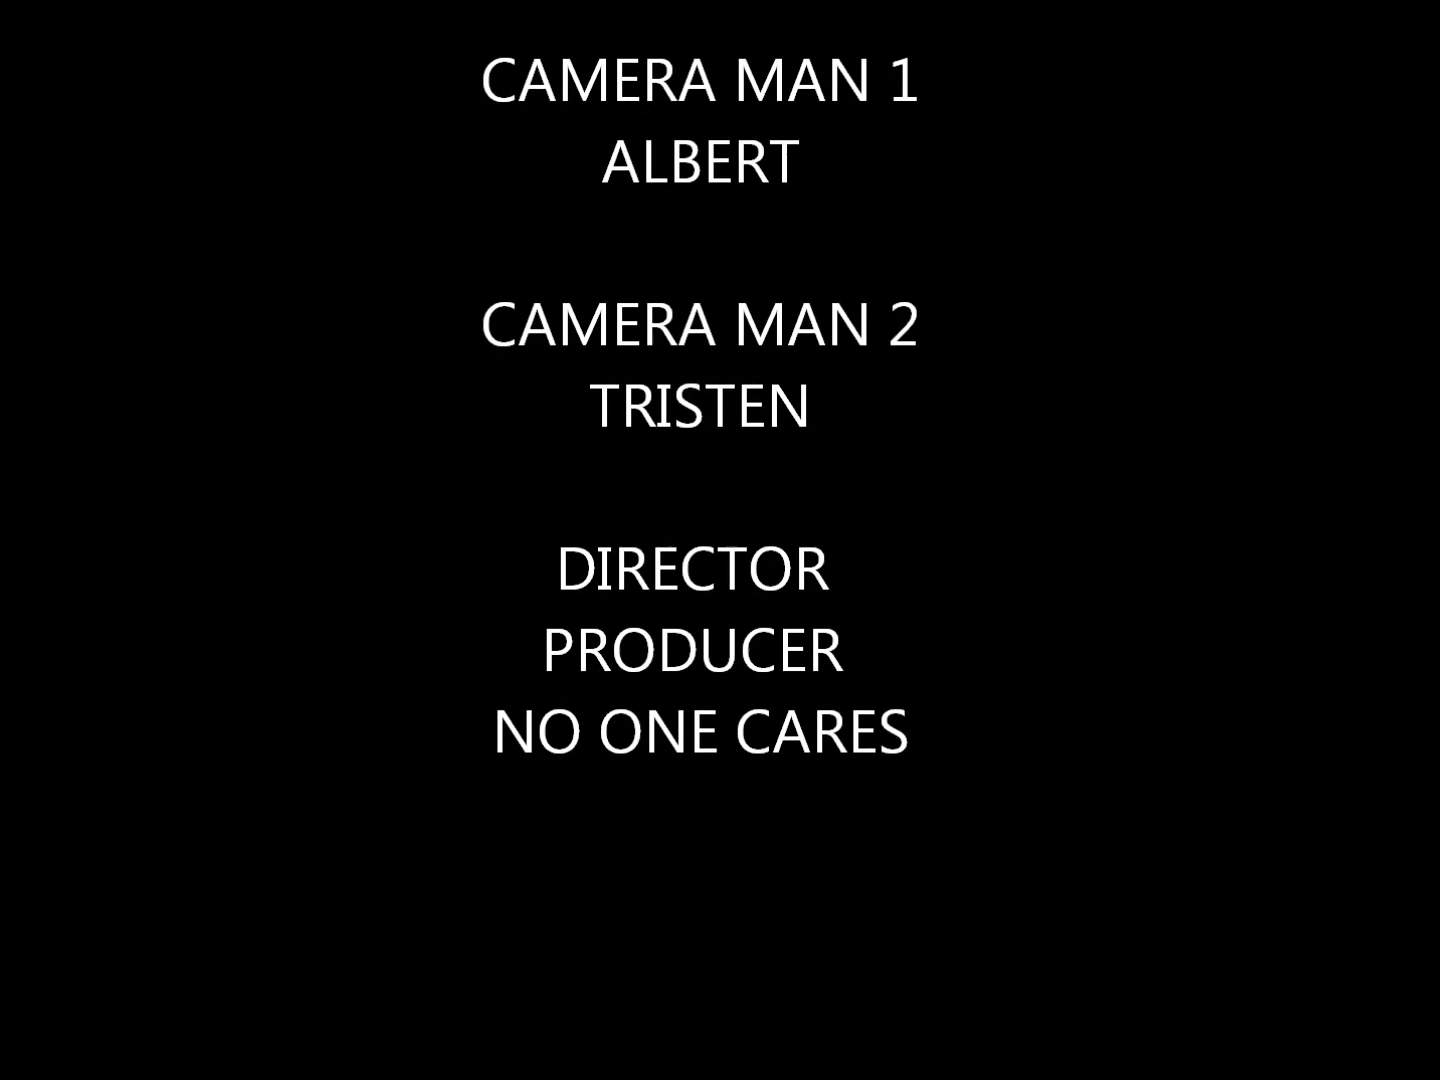 CAMERA MAN 1
ALBERT
CAMERA MAN 2
TRISTEN
DIRECTOR
PRODUCER
NO ONE CARES